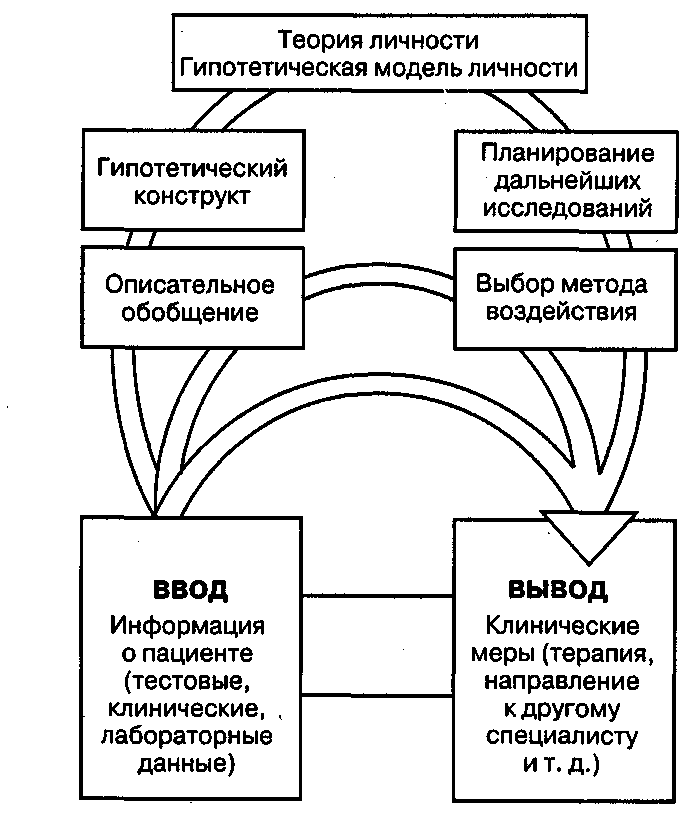 Теория личности
Гипотетическая модель личности
Гипотетический
конструкт
Планирование
дальнейших
исследований
Описательное
обобщение
Выбор метода
воздействия
ВВОД
Информация
о пациенте
(тестовые,
клинические,
лабораторные
данные)
ВЫВОД
Клинические
меры (терапия,
направление
к другому
специалисту
и т. д.)